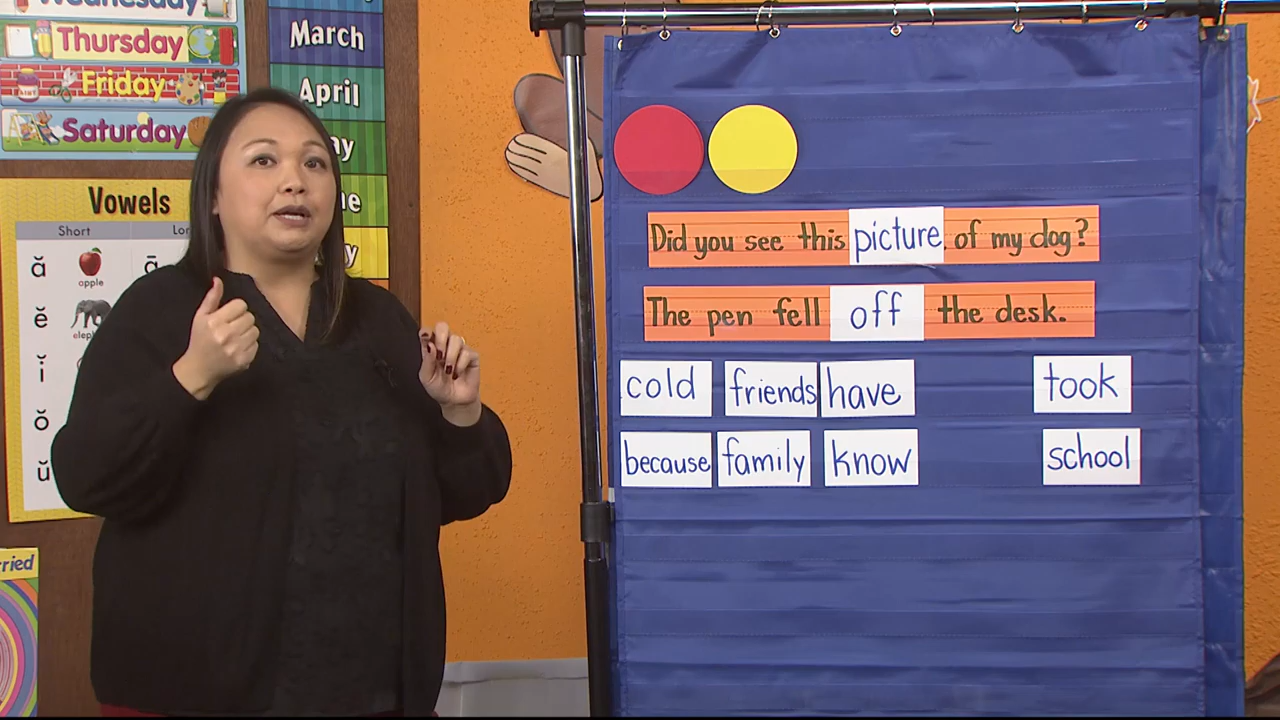 Wednesday
Thursday
Friday
Saturday
March
April
Vowels
Short
ă
apple
ā
ĕ
ĭ
ŏ
ŭ
Did you see this picture of my dog?
The pen fell off the desk.
cold friends have took
because family know school